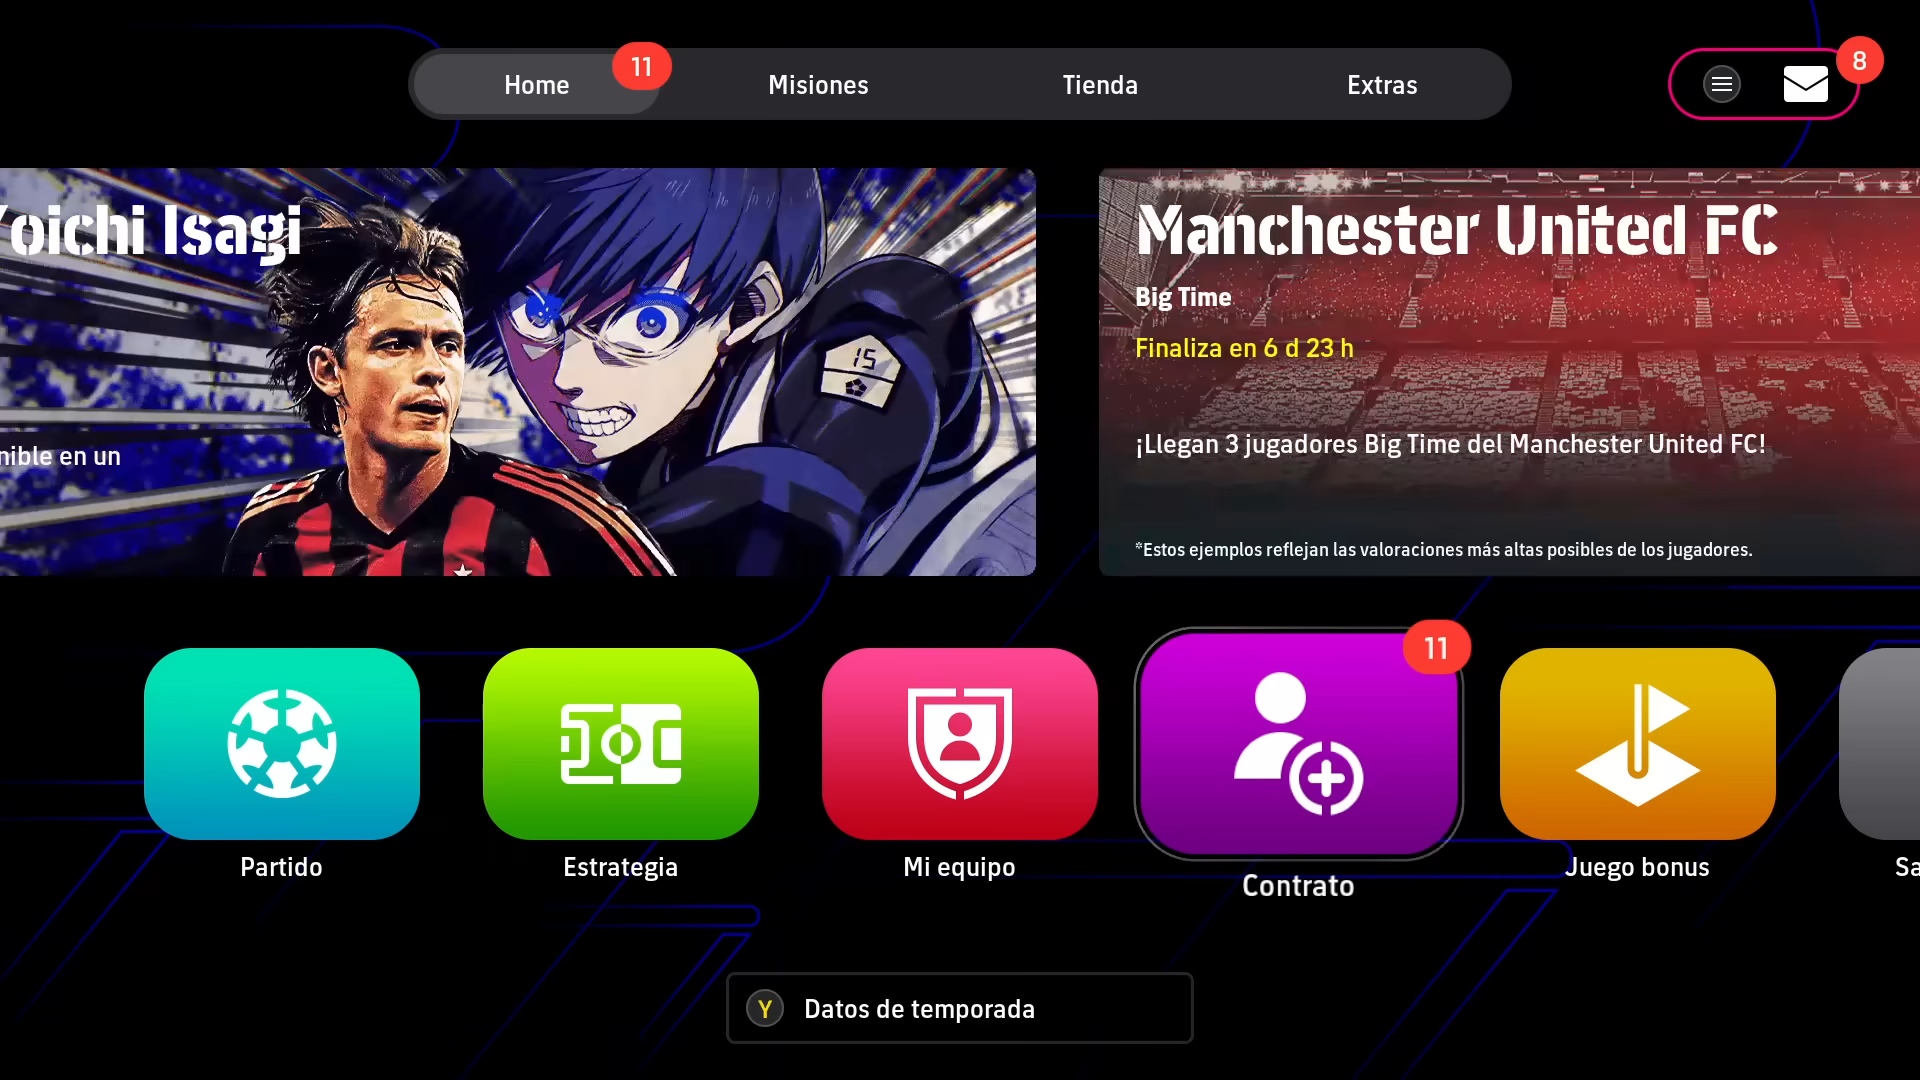 Home
11
Misiones
Tienda
Extras
8
Yoichi Isagi
nible en un
15
Manchester United FC
Big Time
Finaliza en 6 d 23 h
¡Llegan 3 jugadores Big Time del Manchester United FC!
*Estos ejemplos reflejan las valoraciones más altas posibles de los jugadores.
11
Partido
Estrategia
Mi equipo
Contrato
Juego bonus
Sa
Y Datos de temporada